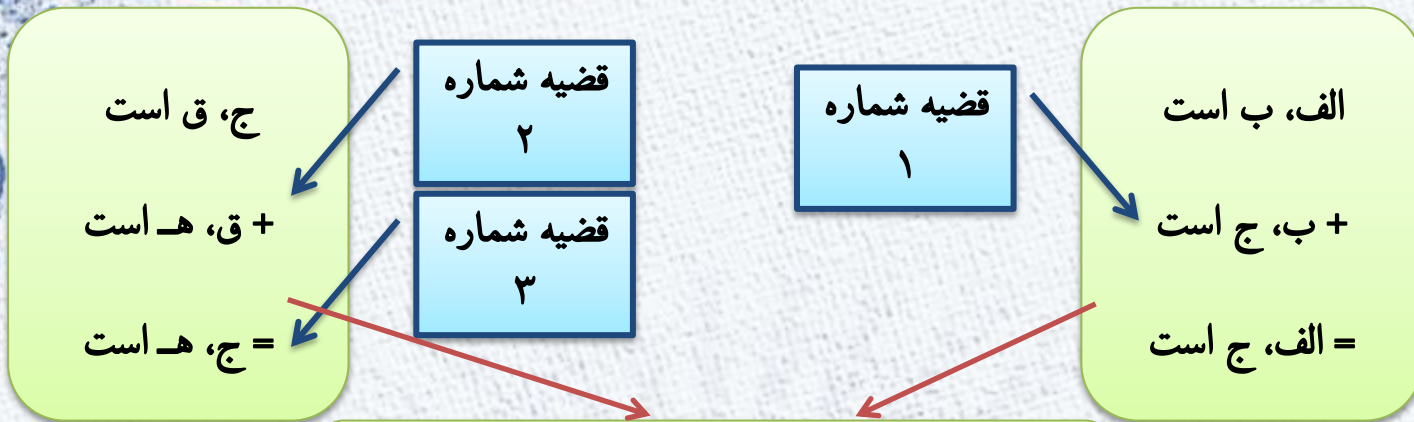 الف، ب است
+ ب، ج است
= الف، ج است
قضیه شماره
۱
قضیه شماره
۲
قضیه شماره
۳
ج، ق است
+ ق، هـ است
= ج، هـ است